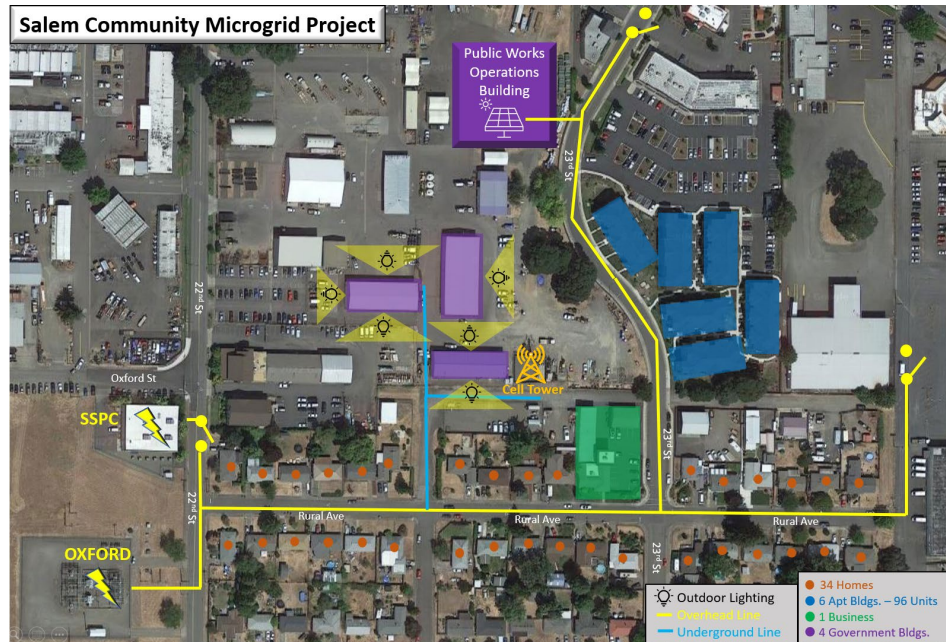 Salem Community Microgrid Project
Public Works
Operations
Building
23rd St
22nd St
Oxford St
SSPC
Cell Tower
23rd St
22nd St
Rural Ave
Rural Ave
Rural Ave
OXFORD
23rd St
Outdoor Lighting
Overhead Line
Underground Line
34 Homes
6 Apt Bldgs. – 96 Units
1 Business
4 Government Bldgs.